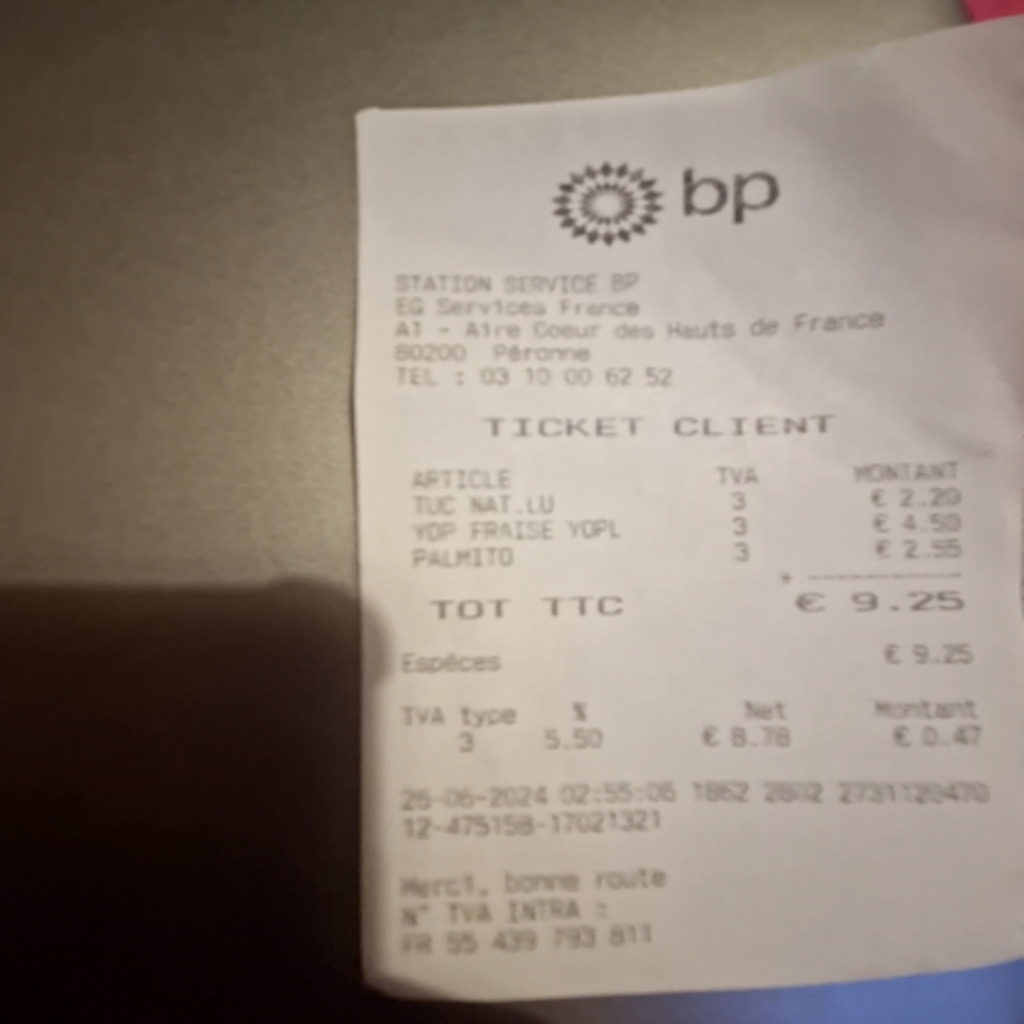 bp
STATION SERVICE BP
EG Services France
A1 - Aire Coeur des Hauts de France
80200 Péronne
TEL : 03 10 00 62 52
TICKET CLIENT
ARTICLE TVA MONTANT
TUC NAT.LU 3 € 2.20
YOP FRAISE YOPL 3 € 4.50
PALMITO 3 € 2.55
TOT TTC € 9.25
Espèces € 9.25
TVA type % Net Montant
3 5.50 € 8.78 € 0.47
26-06-2024 02:55:06 1862 2802 2731120470
12-475158-17021321
Merci, bonne route
N° TVA INTRA :
FR 55 439 793 811